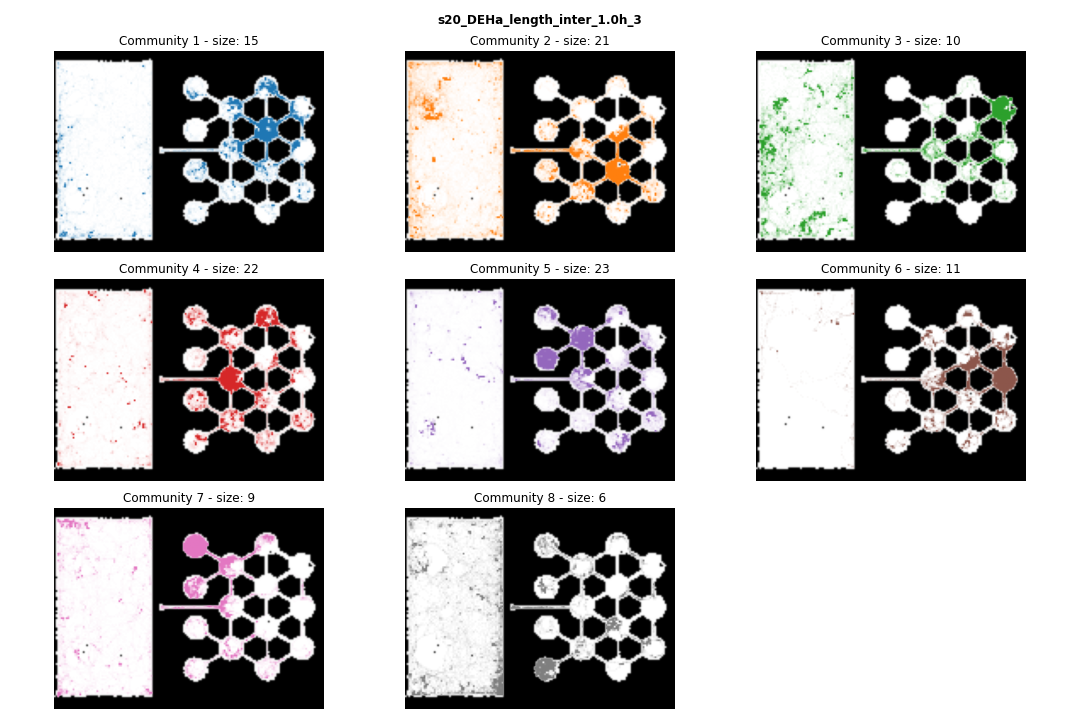 s20_DEHa_length_inter_1.0h_3
Community 1 - size: 15
Community 2 - size: 21
Community 3 - size: 10
Community 4 - size: 22
Community 5 - size: 23
Community 6 - size: 11
Community 7 - size: 9
Community 8 - size: 6